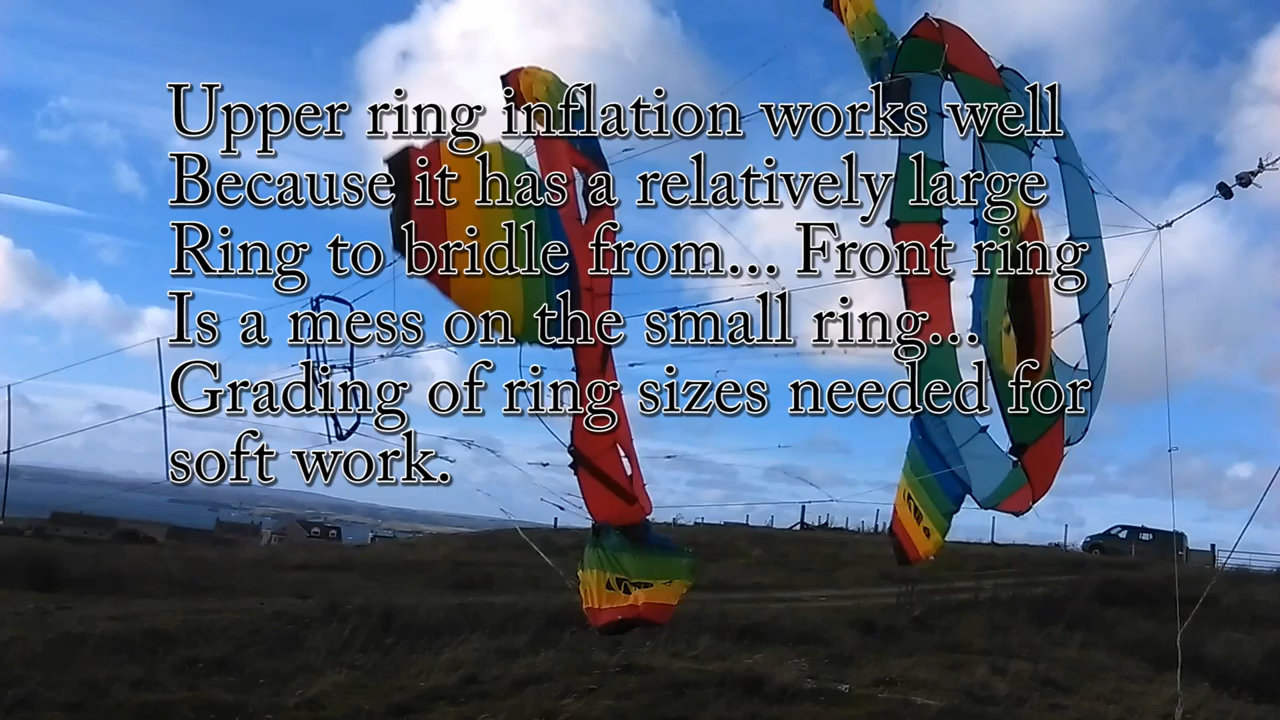 Upper ring inflation works well
Because it has a relatively large
Ring to bridle from... Front ring
Is a mess on the small ring...
Grading of ring sizes needed for
soft work.